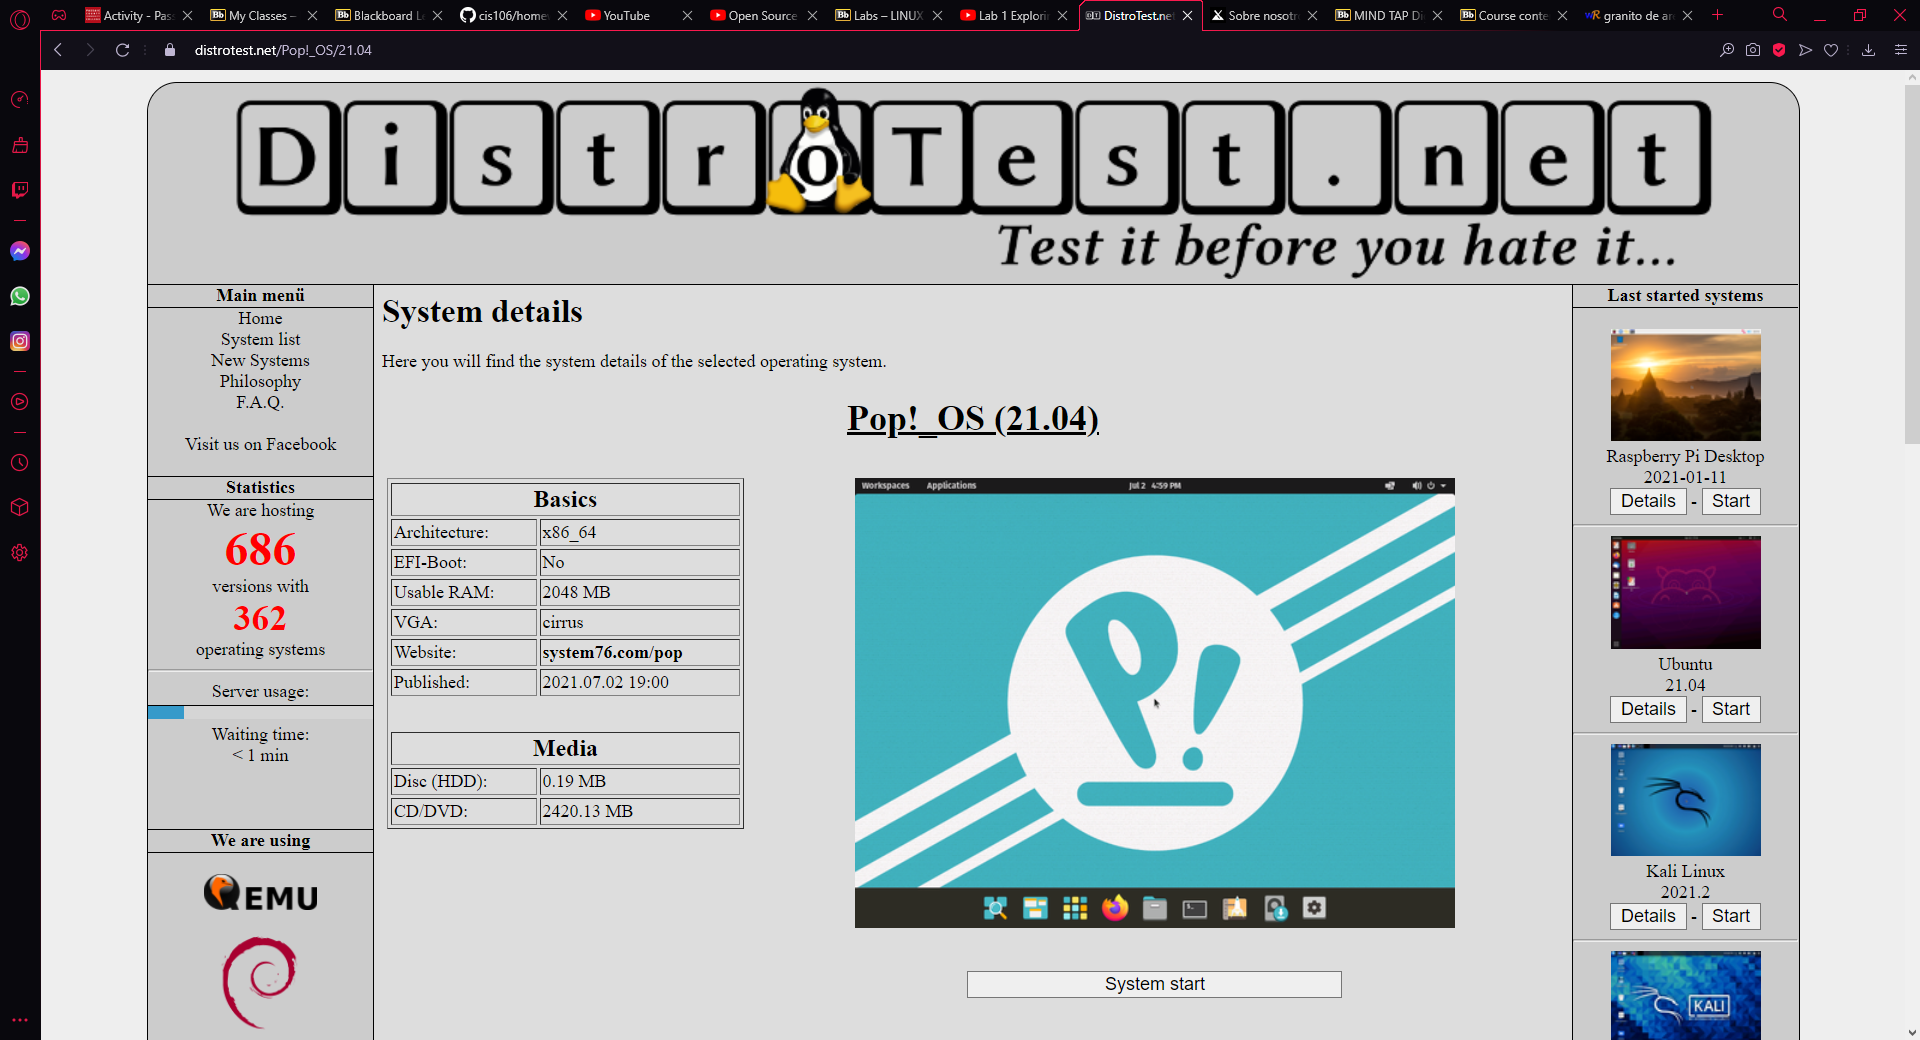 Activity - Pas
My Classes –
Blackboard Le
cis106/home
YouTube
Open Source
Labs – LINUX
Lab 1 Explorin
DistroTest.net
Sobre nosotr
MIND TAP Di
Course conte
granito de ar
distrotest.net/Pop!_OS/21.04
DistroTest.net
Test it before you hate it...
Main menü
Home
System list
New Systems
Philosophy
F.A.Q.
Visit us on Facebook
Statistics
We are hosting
686
versions with
362
operating systems
Server usage:
Waiting time:
< 1 min
We are using
QEMU
System details
Here you will find the system details of the selected operating system.
Pop!_OS (21.04)
Basics
Architecture: x86_64
EFI-Boot: No
Usable RAM: 2048 MB
VGA: cirrus
Website: system76.com/pop
Published: 2021.07.02 19:00
Media
Disc (HDD): 0.19 MB
CD/DVD: 2420.13 MB
Workspaces Applications Jul 2 4:59 PM
P!
System start
Last started systems
Raspberry Pi Desktop
2021-01-11
Details - Start
Ubuntu
21.04
Details - Start
Kali Linux
2021.2
Details - Start
KALI